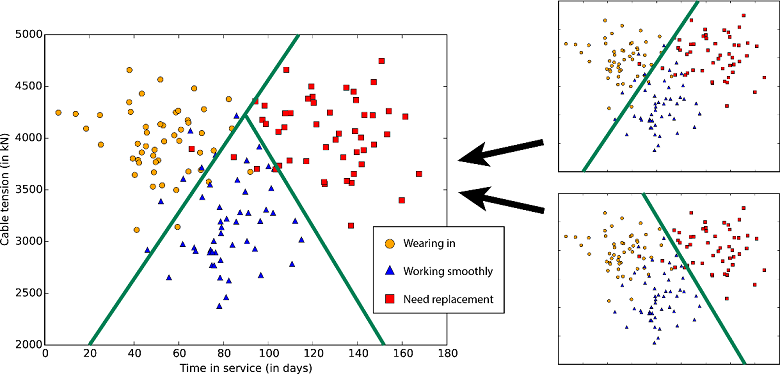 5000
4500
4000
3500
3000
2500
2000
Cable tension (in kN)
0 20 40 60 80 100 120 140 160 180
Time in service (in days)
Wearing in
Working smoothly
Need replacement